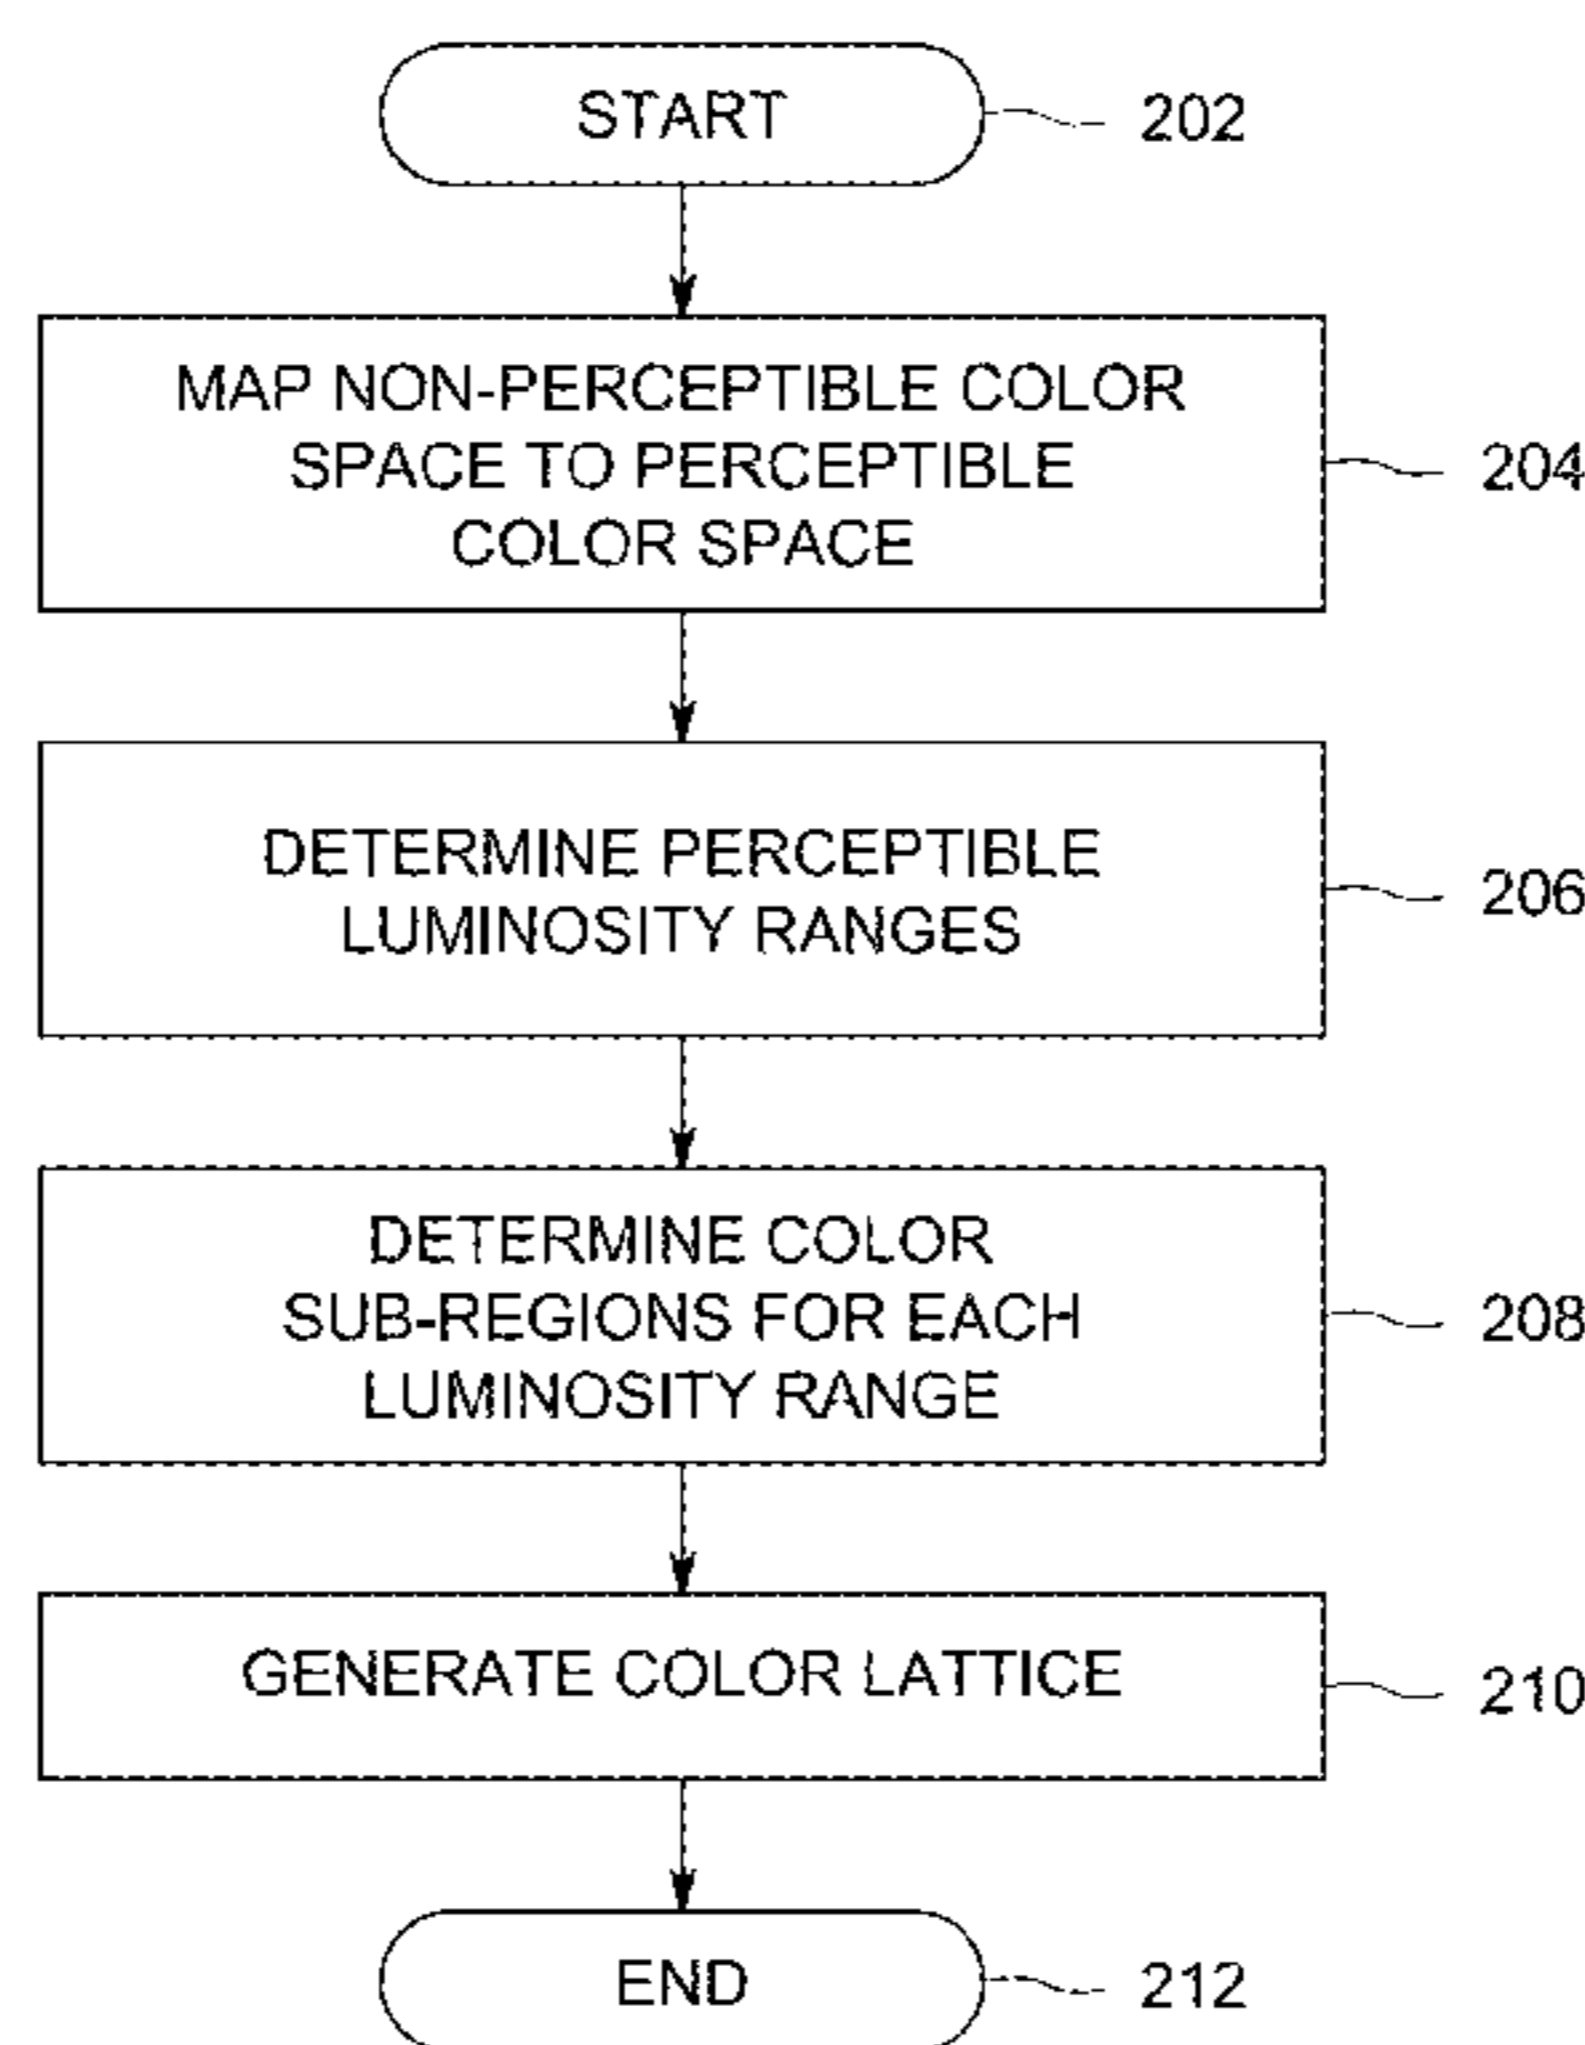 START
202
MAP NON-PERCEPTIBLE COLOR
SPACE TO PERCEPTIBLE
COLOR SPACE
204
DETERMINE PERCEPTIBLE
LUMINOSITY RANGES
206
DETERMINE COLOR
SUB-REGIONS FOR EACH
LUMINOSITY RANGE
208
GENERATE COLOR LATTICE
210
END
212